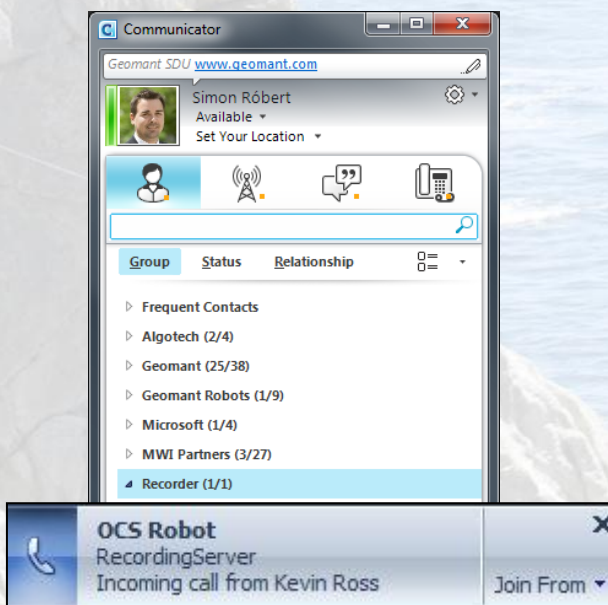 Communicator
Geomant SDU www.geomant.com
Simon Róbert
Available
Set Your Location
Group Status Relationship
Frequent Contacts
Algotech (2/4)
Geomant (25/38)
Geomant Robots (1/9)
Microsoft (1/4)
MWI Partners (3/27)
Recorder (1/1)
OCS Robot
RecordingServer
Incoming call from Kevin Ross
Join From